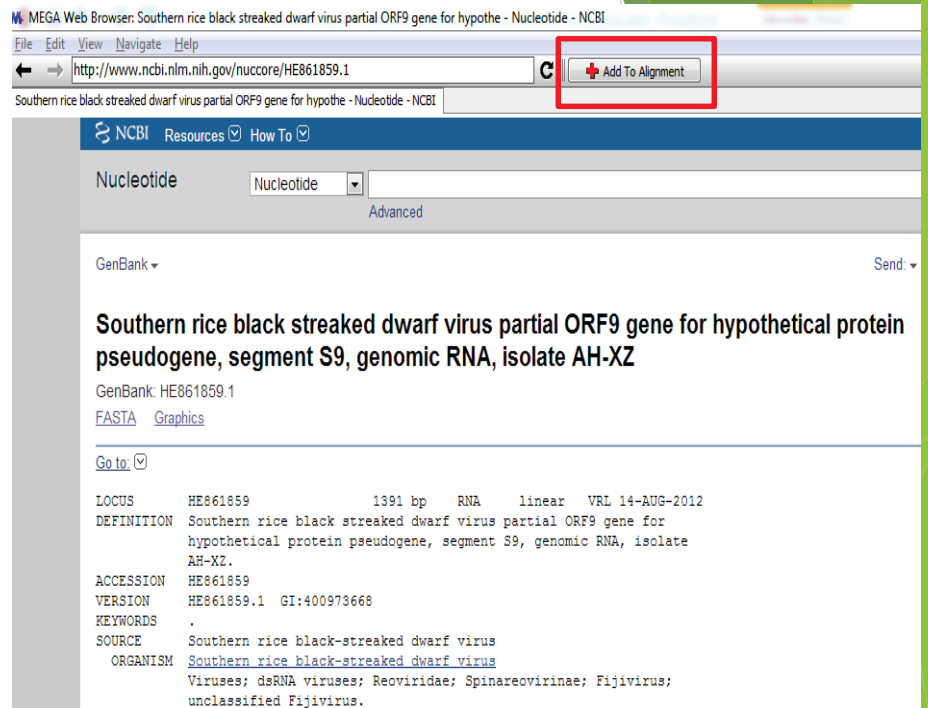 MEGA Web Browser: Southern rice black streaked dwarf virus partial ORF9 gene for hypothe - Nucleotide - NCBI
File Edit View Navigate Help
http://www.ncbi.nlm.nih.gov/nuccore/HE861859.1 Add To Alignment
Southern rice black streaked dwarf virus partial ORF9 gene for hypothe - Nucleotide - NCBI
NCBI Resources How To
Nucleotide Nucleotide
Advanced
GenBank Send:
Southern rice black streaked dwarf virus partial ORF9 gene for hypothetical protein
pseudogene, segment S9, genomic RNA, isolate AH-XZ
GenBank: HE861859.1
FASTA Graphics
Go to:
LOCUS HE861859 1391 bp RNA linear VRL 14-AUG-2012
DEFINITION Southern rice black streaked dwarf virus partial ORF9 gene for
hypothetical protein pseudogene, segment S9, genomic RNA, isolate
AH-XZ.
ACCESSION HE861859
VERSION HE861859.1 GI:400973668
KEYWORDS .
SOURCE Southern rice black-streaked dwarf virus
ORGANISM Southern rice black-streaked dwarf virus
Viruses; dsRNA viruses; Reoviridae; Spinareovirinae; Fijivirus;
unclassified Fijivirus.